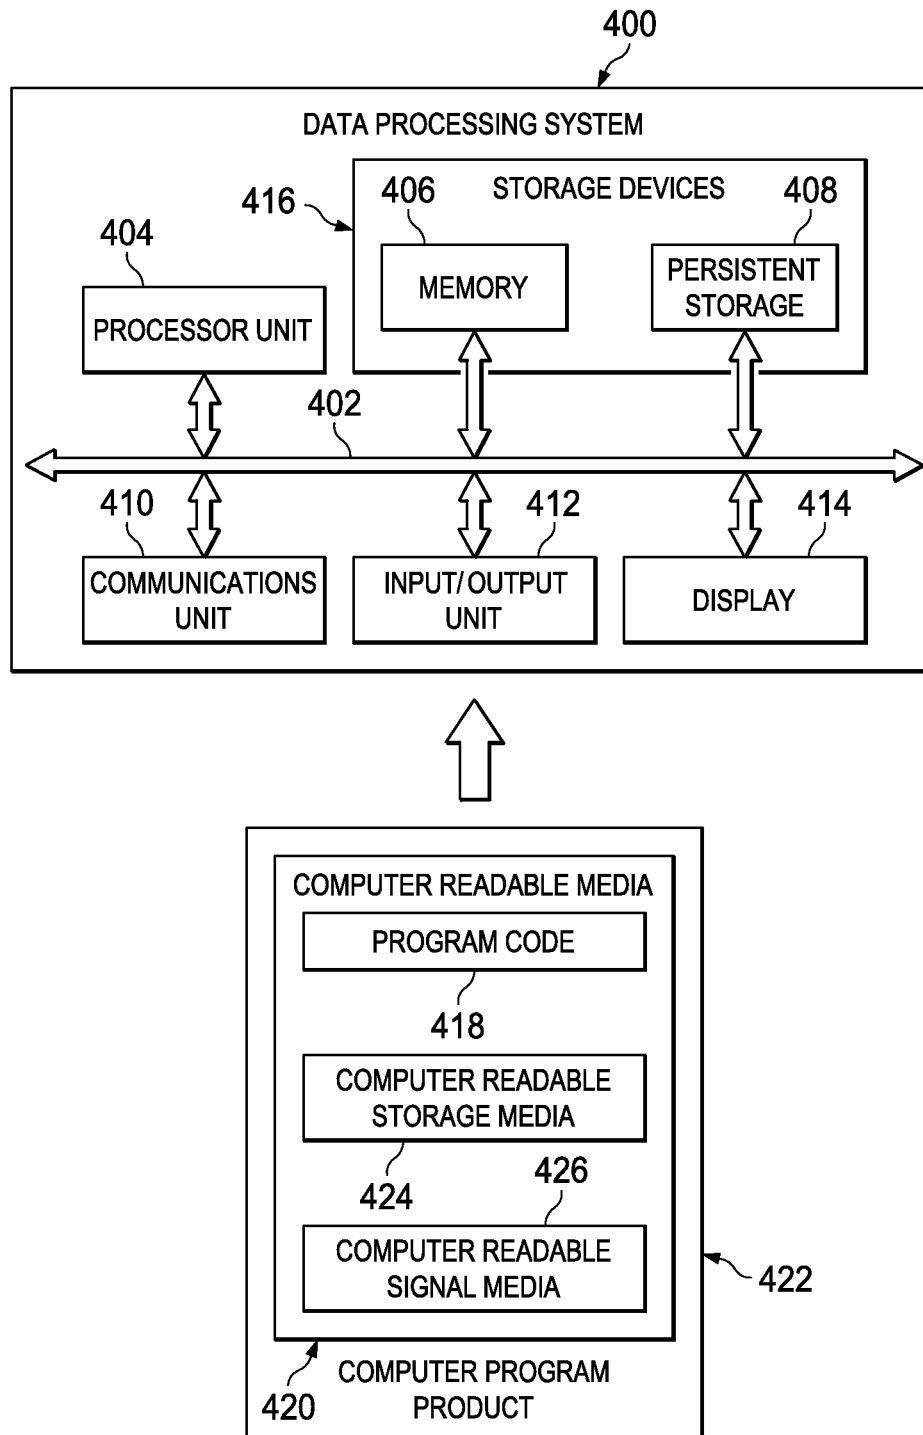 400
DATA PROCESSING SYSTEM
416
406
STORAGE DEVICES
408
404
MEMORY
PERSISTENT
STORAGE
PROCESSOR UNIT
402
410
412
414
COMMUNICATIONS
UNIT
INPUT/OUTPUT
UNIT
DISPLAY
COMPUTER READABLE MEDIA
PROGRAM CODE
418
COMPUTER READABLE
STORAGE MEDIA
424
426
COMPUTER READABLE
SIGNAL MEDIA
422
420
COMPUTER PROGRAM
PRODUCT